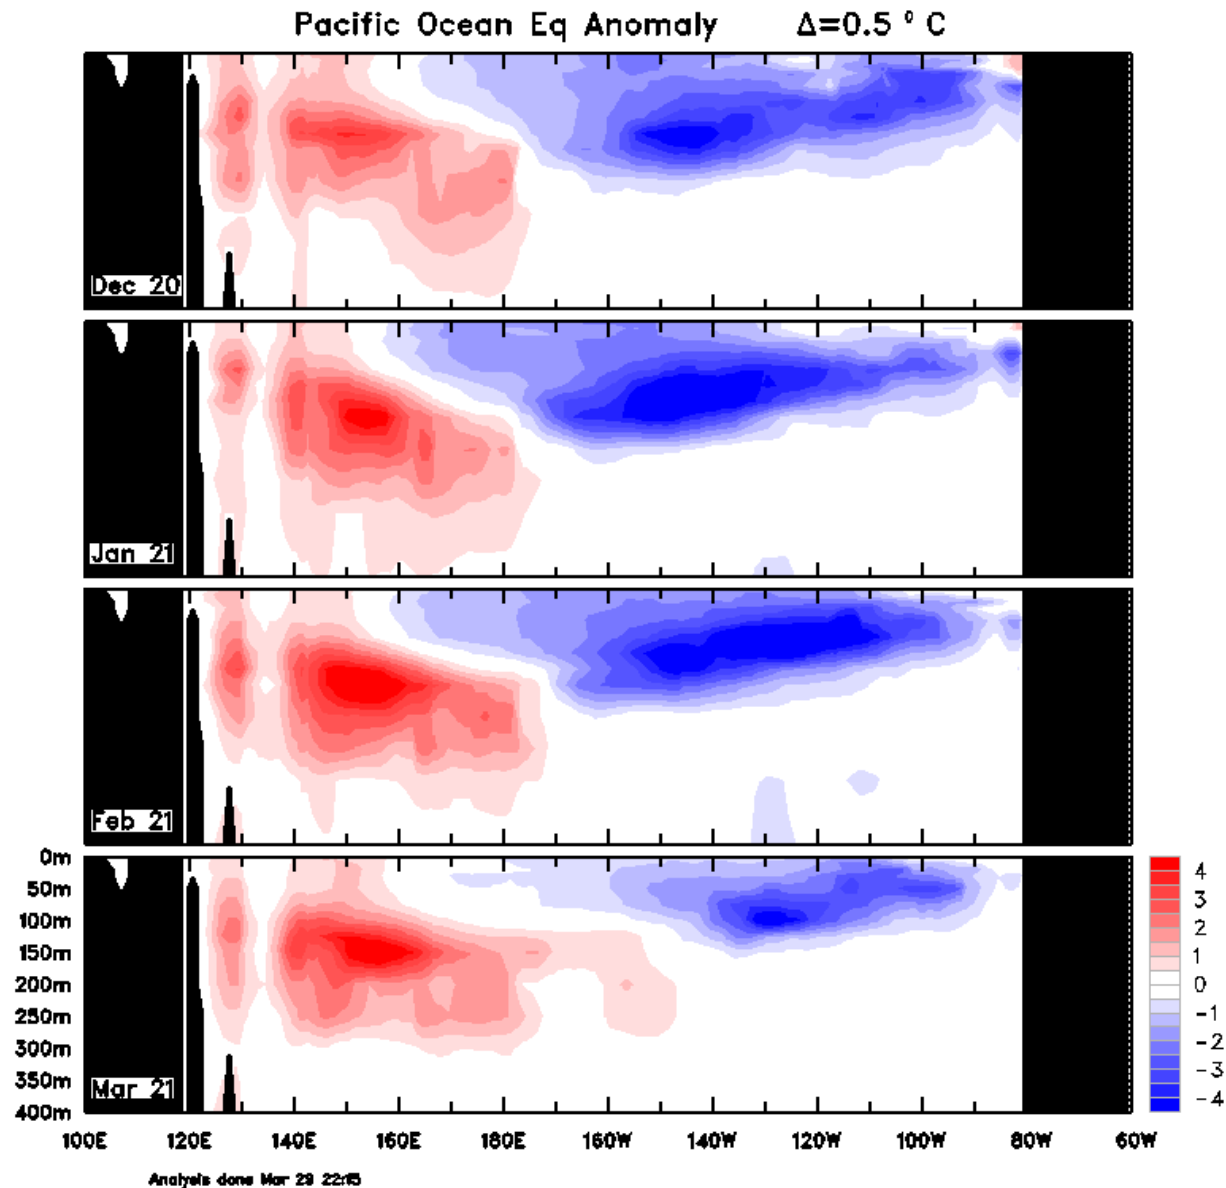 Pacific Ocean Eq Anomaly Δ=0.5 ° C
Dec 20
Jan 21
Feb 21
0m
50m
100m
150m
200m
250m
300m
350m
400m
Mar 21
4
3
2
1
0
-1
-2
-3
-4
100E 120E 140E 160E 180E 160W 140W 120W 100W 80W 60W
Analysis done Mar 29 22:15